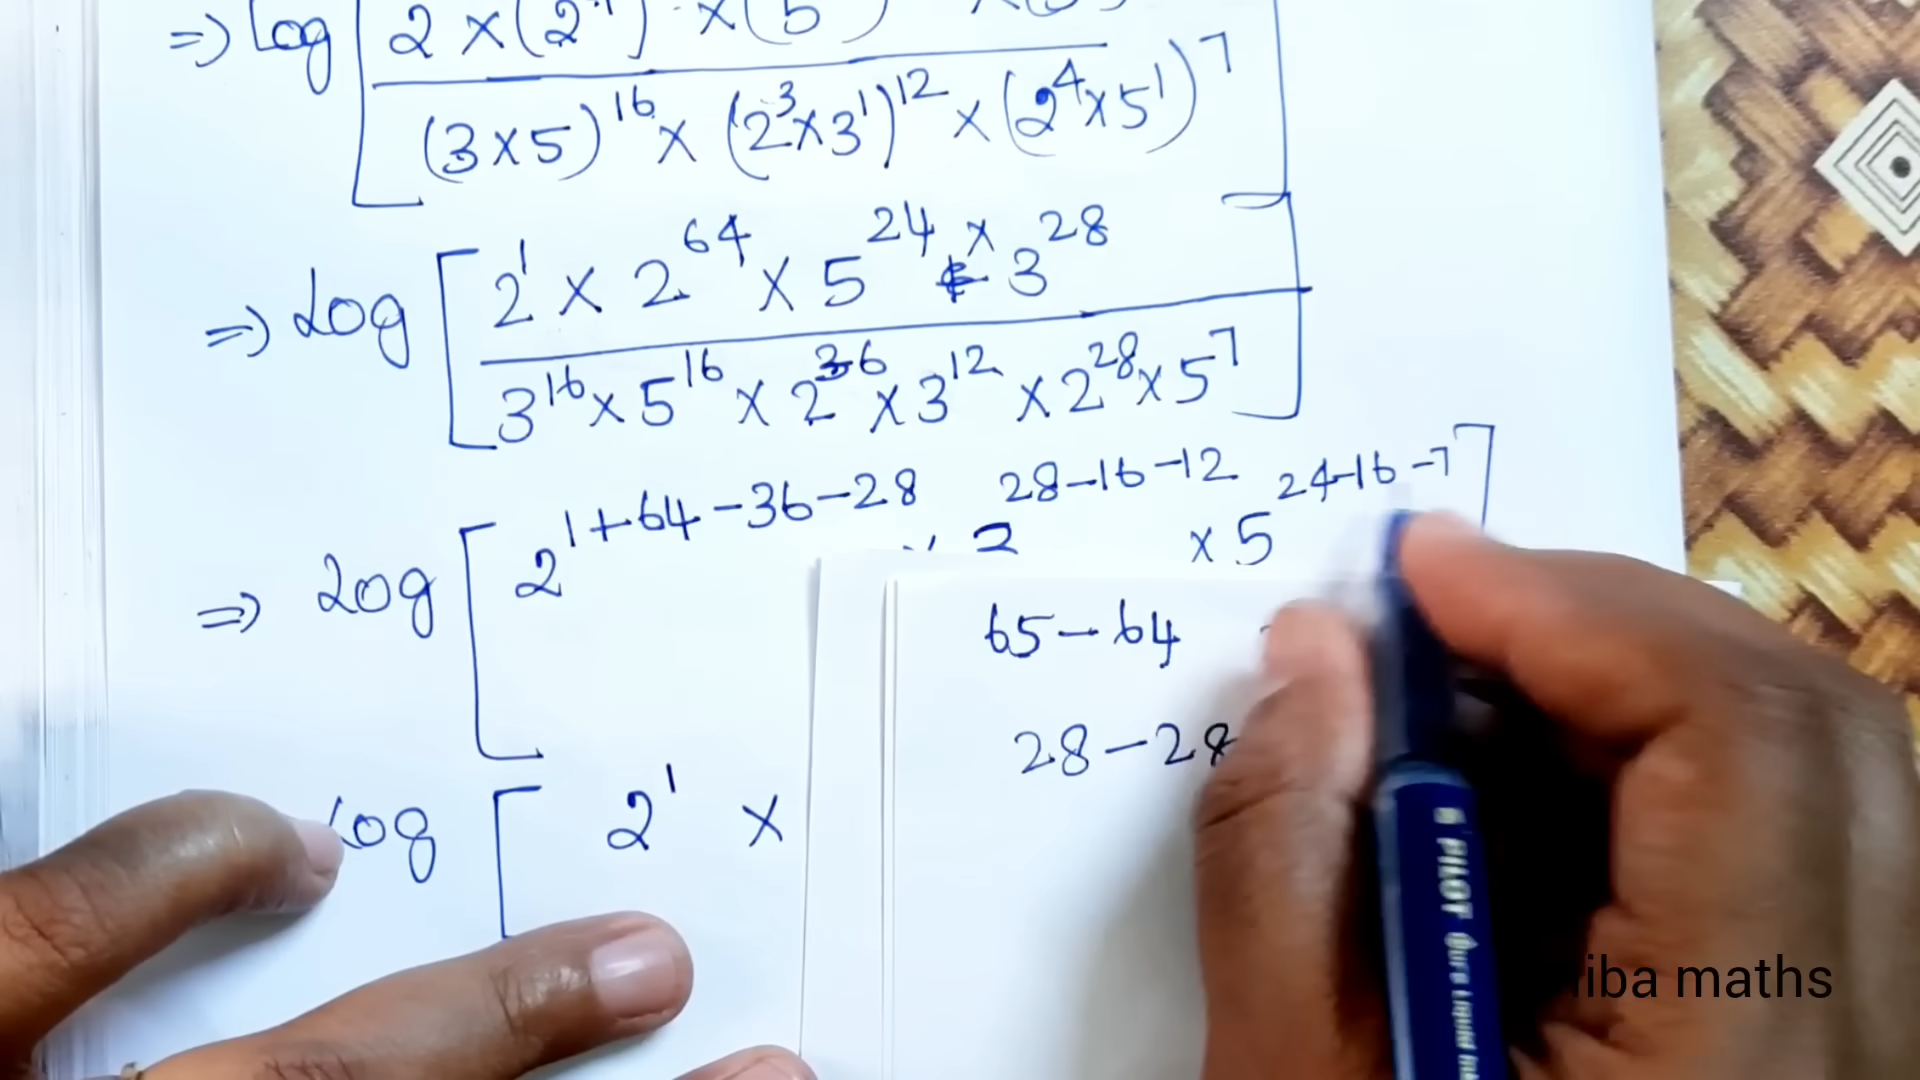 => Log [ 2 × (2
(3×5)^16 × (2^3×3^1)^12 × (2^4×5^1)^7
=> Log [ 2^1 × 2^64 × 5^24 × 3^28
3^16 × 5^16 × 2^36 × 3^12 × 2^28 × 5^7 ]
=> Log [ 2^1+64-36-28 × 3^28-16-12 × 5^24-16-7 ]
65-64
28-28
Log [ 2^1 ×
PILOT
iba maths